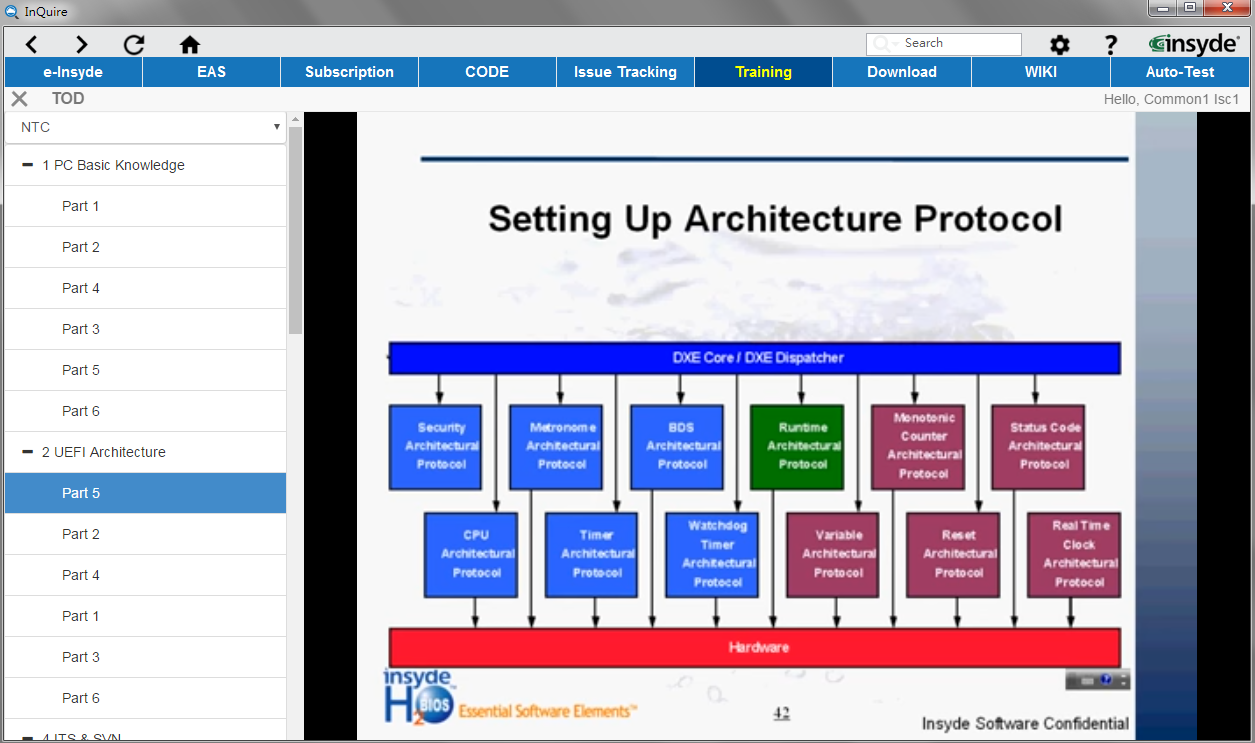 InQuire
Search
insyde
e-Insyde
EAS
Subscription
CODE
Issue Tracking
Training
Download
WIKI
Auto-Test
TOD
Hello, Common1 Isc1
NTC
1 PC Basic Knowledge
Part 1
Part 2
Part 4
Part 3
Part 5
Part 6
2 UEFI Architecture
Part 5
Part 2
Part 4
Part 1
Part 3
Part 6
4 ITS & SVN
Setting Up Architecture Protocol
DXE Core / DXE Dispatcher
Security
Architectural
Protocol
Metronome
Architectural
Protocol
BDS
Architectural
Protocol
Runtime
Architectural
Protocol
Monotonic
Counter
Architectural
Protocol
Status Code
Architectural
Protocol
CPU
Architectural
Protocol
Timer
Architectural
Protocol
Watchdog
Timer
Architectural
Protocol
Variable
Architectural
Protocol
Reset
Architectural
Protocol
Real Time
Clock
Architectural
Protocol
Hardware
insyde™
H2BIOS
Essential Software Elements™
42
Insyde Software Confidential